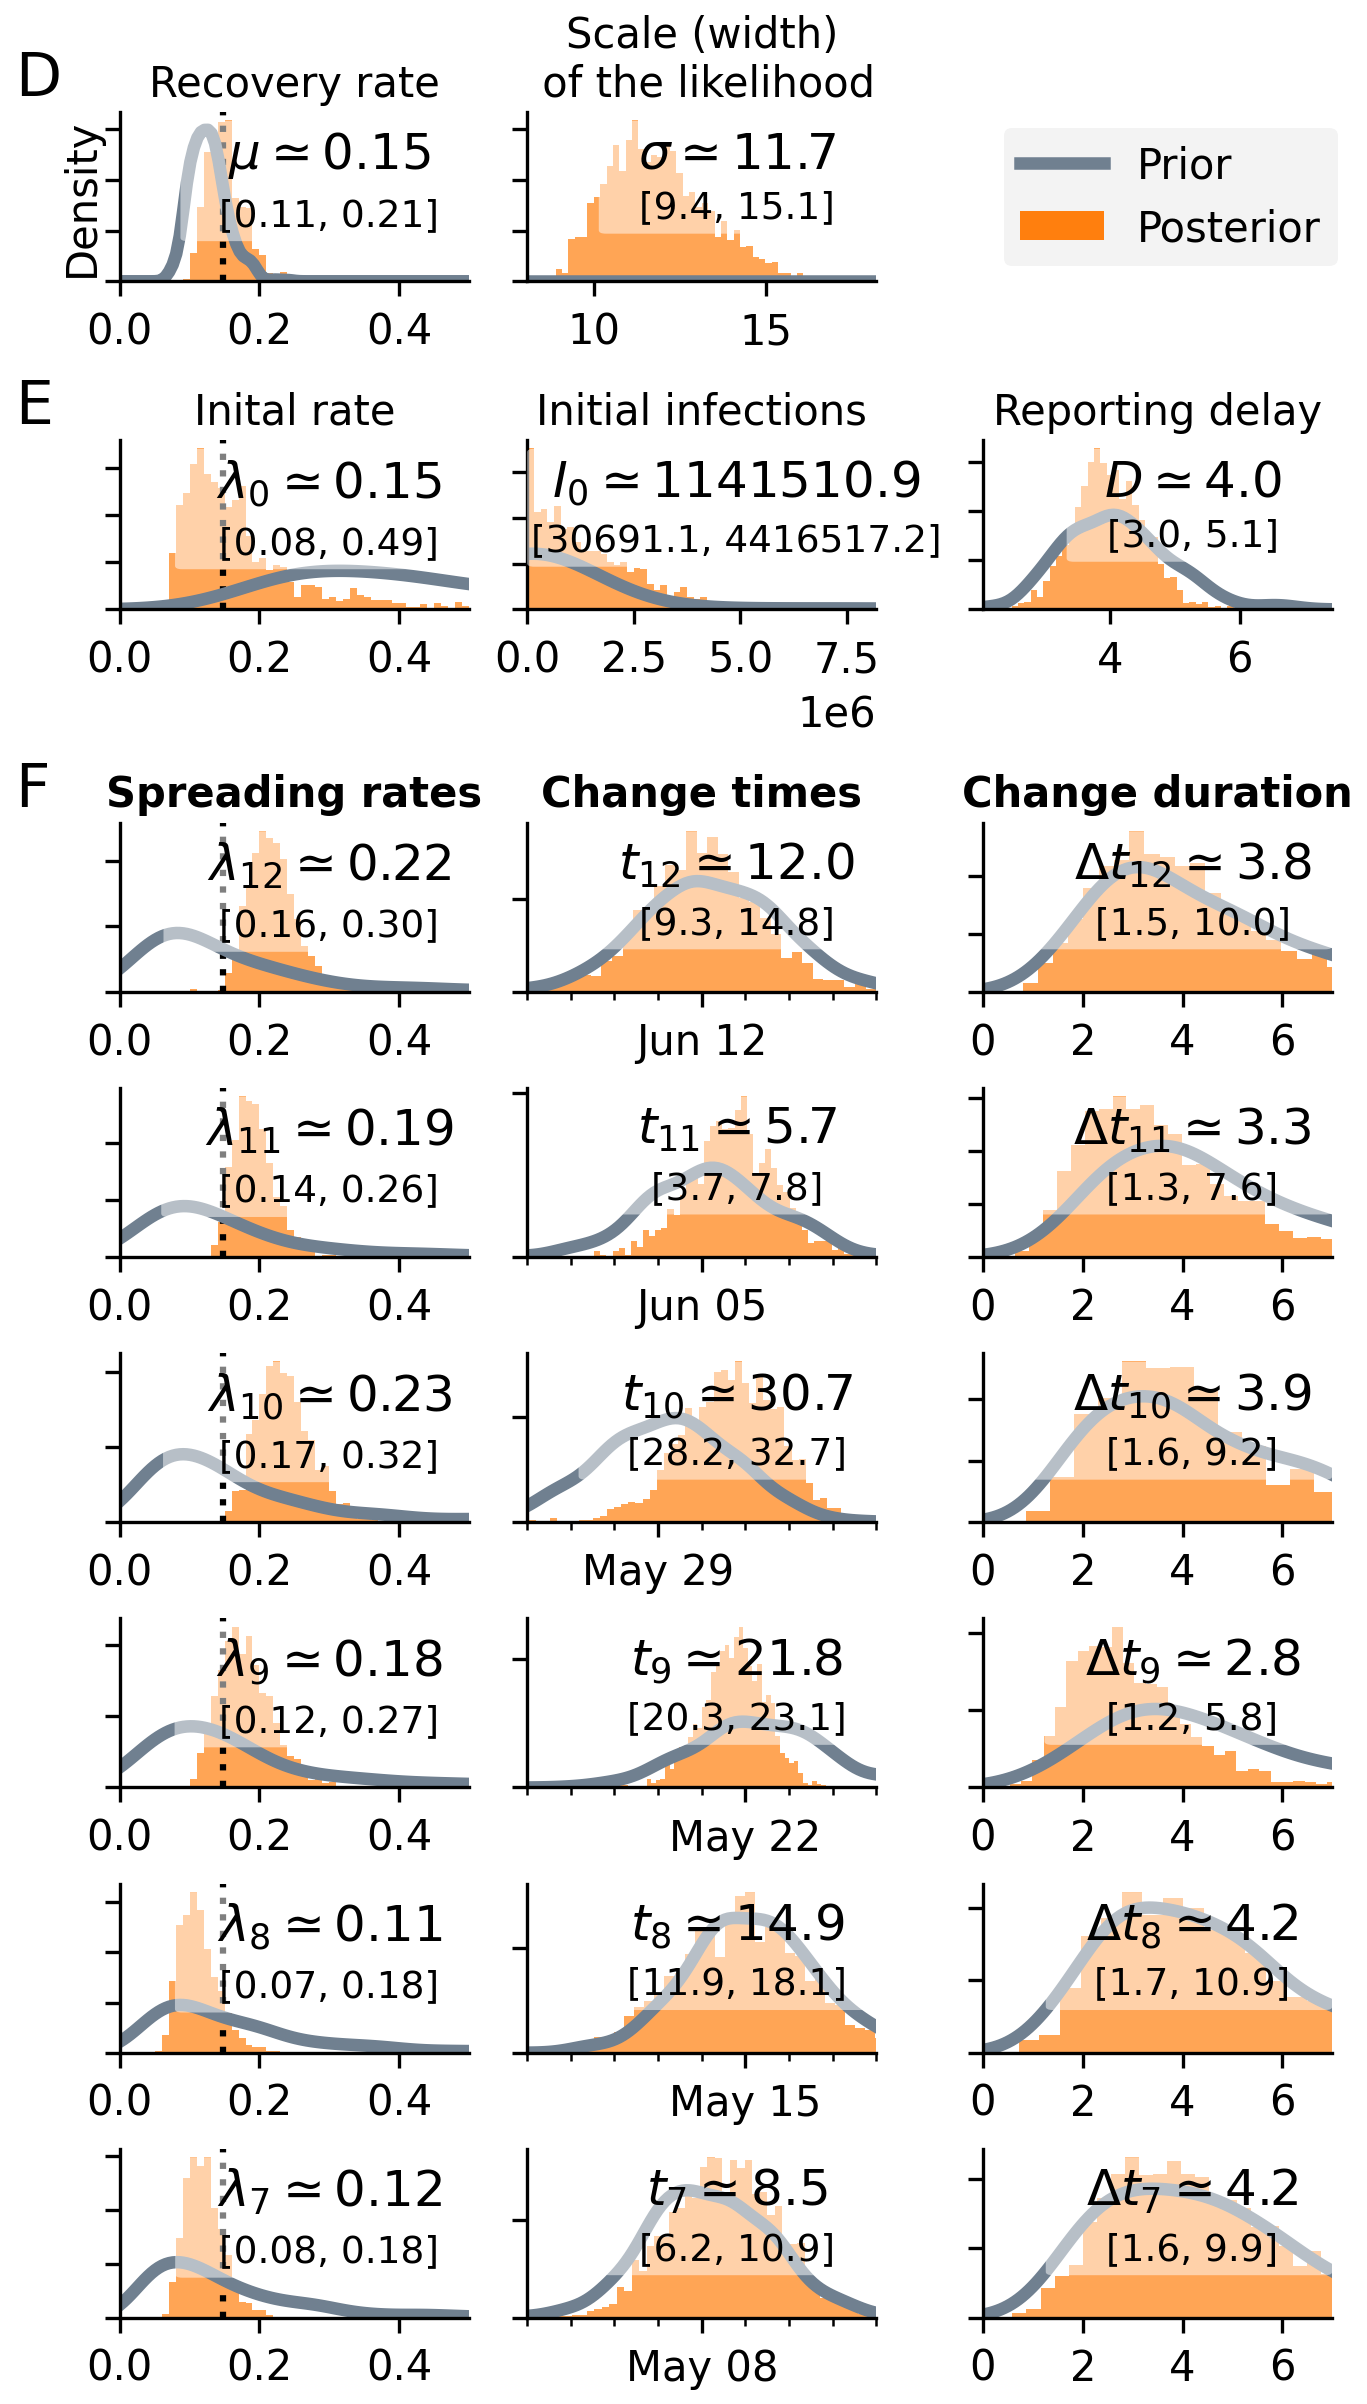 D
Recovery rate
Scale (width)
of the likelihood
Density
μ ≃ 0.15
[0.11, 0.21]
σ ≃ 11.7
[9.4, 15.1]
Prior
Posterior
0.0 0.2 0.4
10 15
E
Inital rate
Initial infections
Reporting delay
λ0 ≃ 0.15
[0.08, 0.49]
I0 ≃ 1141510.9
[30691.1, 4416517.2]
D ≃ 4.0
[3.0, 5.1]
0.0 0.2 0.4
0.0 2.5 5.0 7.5
1e6
4 6
F
Spreading rates
Change times
Change duration
λ12 ≃ 0.22
[0.16, 0.30]
t12 ≃ 12.0
[9.3, 14.8]
Δt12 ≃ 3.8
[1.5, 10.0]
0.0 0.2 0.4
Jun 12
0 2 4 6
λ11 ≃ 0.19
[0.14, 0.26]
t11 ≃ 5.7
[3.7, 7.8]
Δt11 ≃ 3.3
[1.3, 7.6]
0.0 0.2 0.4
Jun 05
0 2 4 6
λ10 ≃ 0.23
[0.17, 0.32]
t10 ≃ 30.7
[28.2, 32.7]
Δt10 ≃ 3.9
[1.6, 9.2]
0.0 0.2 0.4
May 29
0 2 4 6
λ9 ≃ 0.18
[0.12, 0.27]
t9 ≃ 21.8
[20.3, 23.1]
Δt9 ≃ 2.8
[1.2, 5.8]
0.0 0.2 0.4
May 22
0 2 4 6
λ8 ≃ 0.11
[0.07, 0.18]
t8 ≃ 14.9
[11.9, 18.1]
Δt8 ≃ 4.2
[1.7, 10.9]
0.0 0.2 0.4
May 15
0 2 4 6
λ7 ≃ 0.12
[0.08, 0.18]
t7 ≃ 8.5
[6.2, 10.9]
Δt7 ≃ 4.2
[1.6, 9.9]
0.0 0.2 0.4
May 08
0 2 4 6